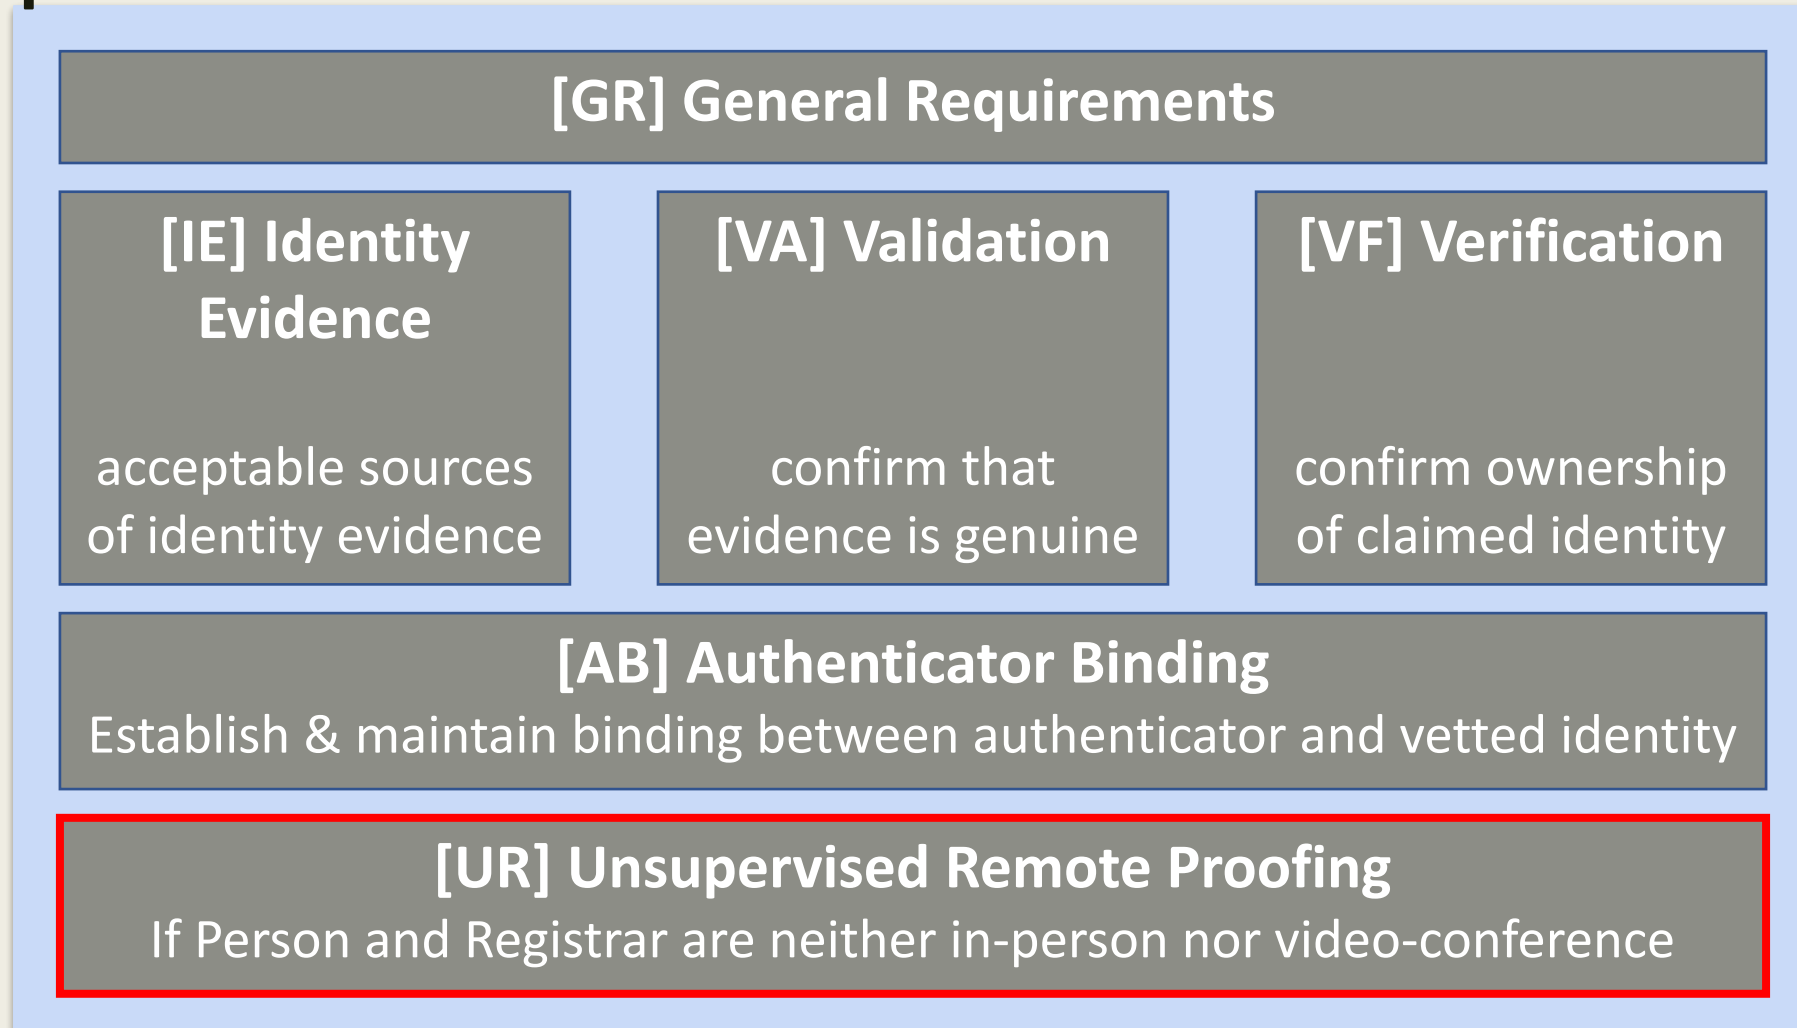 [GR] General Requirements
[IE] Identity
Evidence
acceptable sources
of identity evidence
[VA] Validation
confirm that
evidence is genuine
[VF] Verification
confirm ownership
of claimed identity
[AB] Authenticator Binding
Establish & maintain binding between authenticator and vetted identity
[UR] Unsupervised Remote Proofing
If Person and Registrar are neither in-person nor video-conference